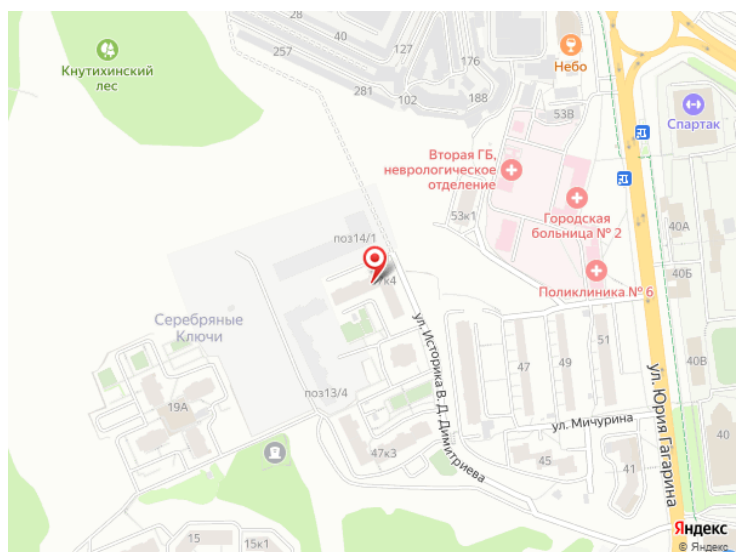 28
40
257
127
176
281
102
188
Небо
53В
Спартак
Кнутихинский
лес
Вторая ГБ,
неврологическое
отделение
53к1
Городская
больница № 2
40А
40Б
поз14/1
Поликлиника № 6
Серебряные
Ключи
ул. Историка В. Д. Димитриева
47
49
51
ул. Юрия Гагарина
40В
поз13/4
19А
ул. Мичурина
40
47к3
45
41
15
15к1
Яндекс
© Яндекс